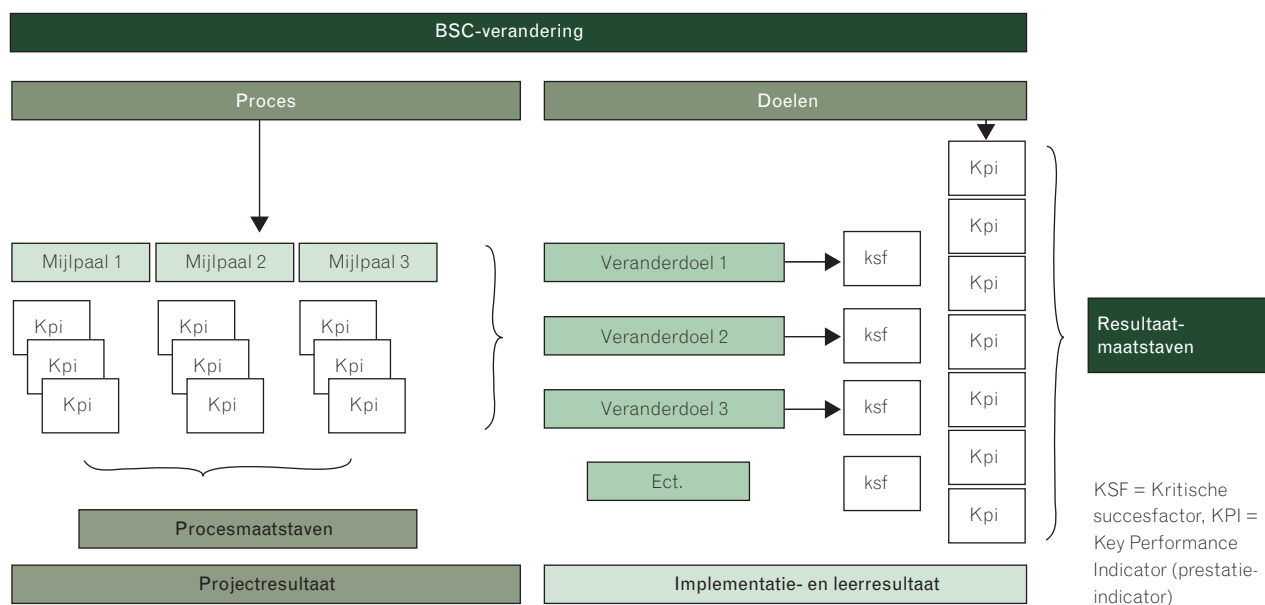 BSC-verandering
Proces
Doelen
Kpi
Kpi
Kpi
Kpi
Kpi
Kpi
Kpi
Mijlpaal 1
Mijlpaal 2
Mijlpaal 3
Kpi
Kpi
Kpi
Kpi
Kpi
Kpi
Kpi
Kpi
Kpi
Veranderdoel 1
ksf
Veranderdoel 2
ksf
Veranderdoel 3
ksf
Ect.
ksf
Resultaat-
maatstaven
Procesmaatstaven
Projectresultaat
Implementatie- en leerresultaat
KSF = Kritische
succesfactor, KPI =
Key Performance
Indicator (prestatie-
indicator)